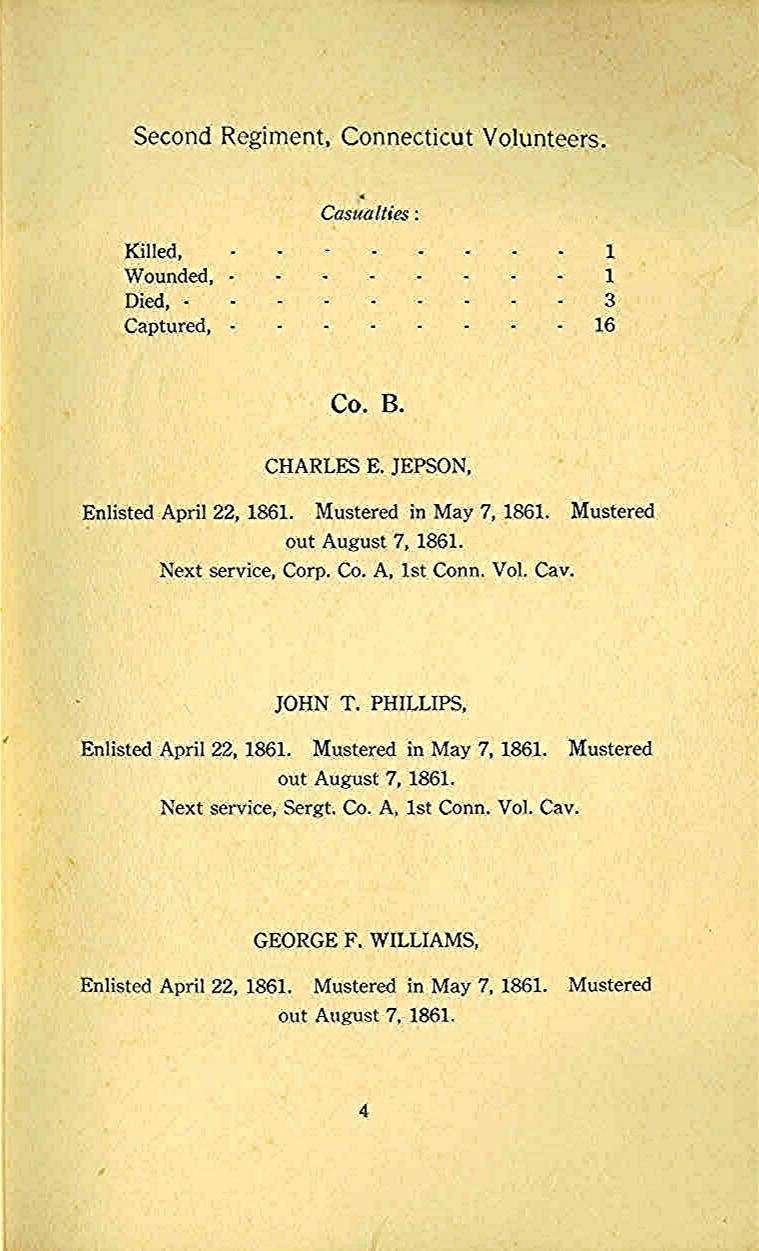 Second Regiment, Connecticut Volunteers.
Casualties:
Killed, - - - - - - - - 1
Wounded, - - - - - - - - 1
Died, - - - - - - - - - 3
Captured, - - - - - - - - 16
Co. B.
CHARLES E. JEPSON,
Enlisted April 22, 1861. Mustered in May 7, 1861. Mustered
out August 7, 1861.
Next service, Corp. Co. A, 1st Conn. Vol. Cav.
JOHN T. PHILLIPS,
Enlisted April 22, 1861. Mustered in May 7, 1861. Mustered
out August 7, 1861.
Next service, Sergt. Co. A, 1st Conn. Vol. Cav.
GEORGE F. WILLIAMS,
Enlisted April 22, 1861. Mustered in May 7, 1861. Mustered
out August 7, 1861.
4